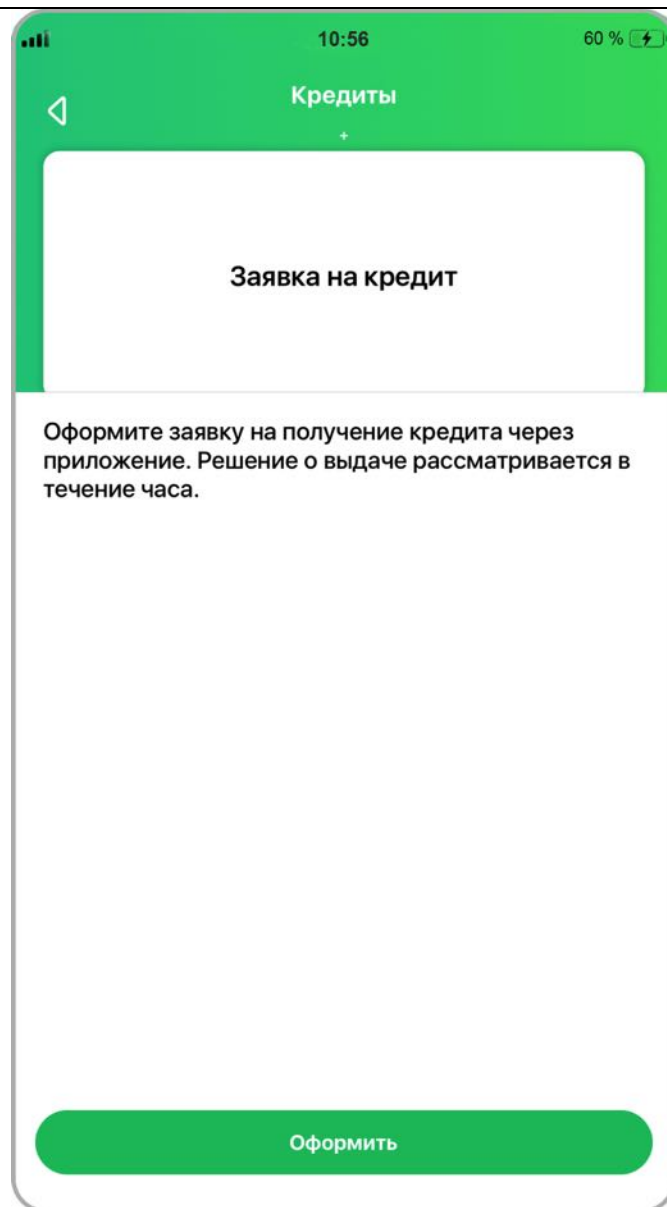 10:56
60 %
Кредиты
+
Заявка на кредит
Оформите заявку на получение кредита через
приложение. Решение о выдаче рассматривается в
течение часа.
Оформить